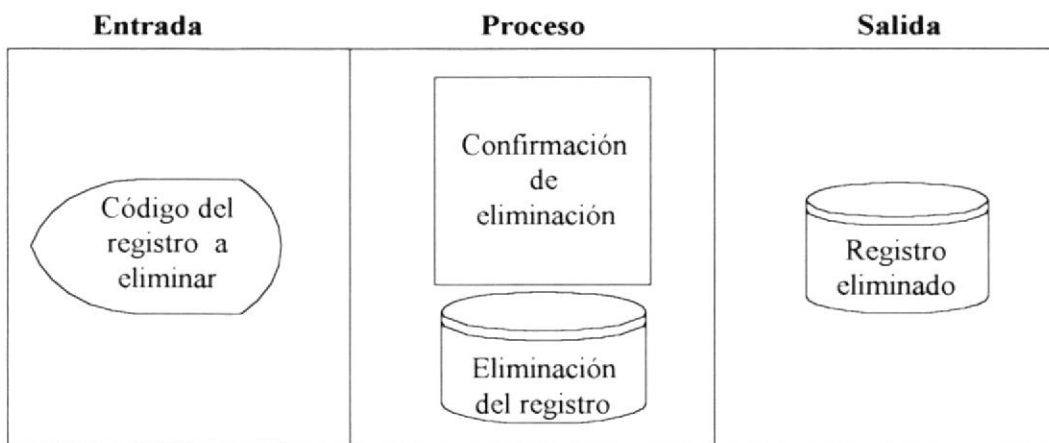 Entrada
Proceso
Salida
Código del
registro a
eliminar
Confirmación
de
eliminación
Eliminación
del registro
Registro
eliminado